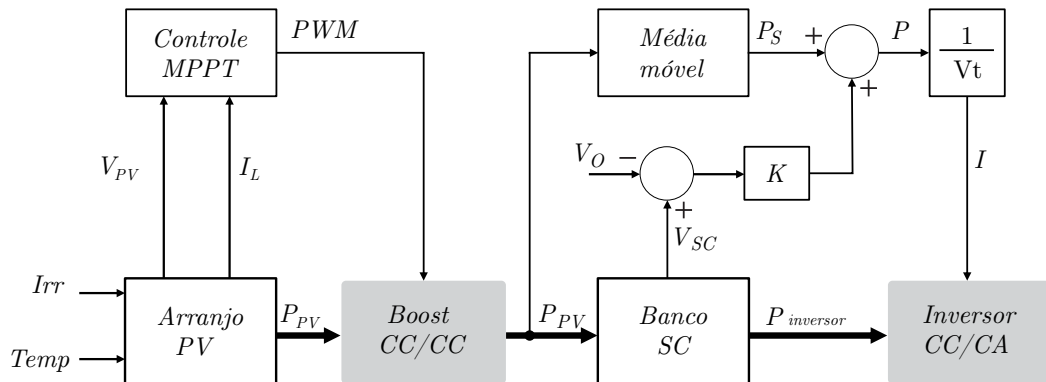 Controle
MPPT
PWM
Média
móvel
P_S
+
P
1
Vt
+
V_PV
I_L
V_O
−
K
I
+
V_SC
Irr
Temp
Arranjo
PV
P_PV
Boost
CC/CC
P_PV
Banco
SC
P inversor
Inversor
CC/CA